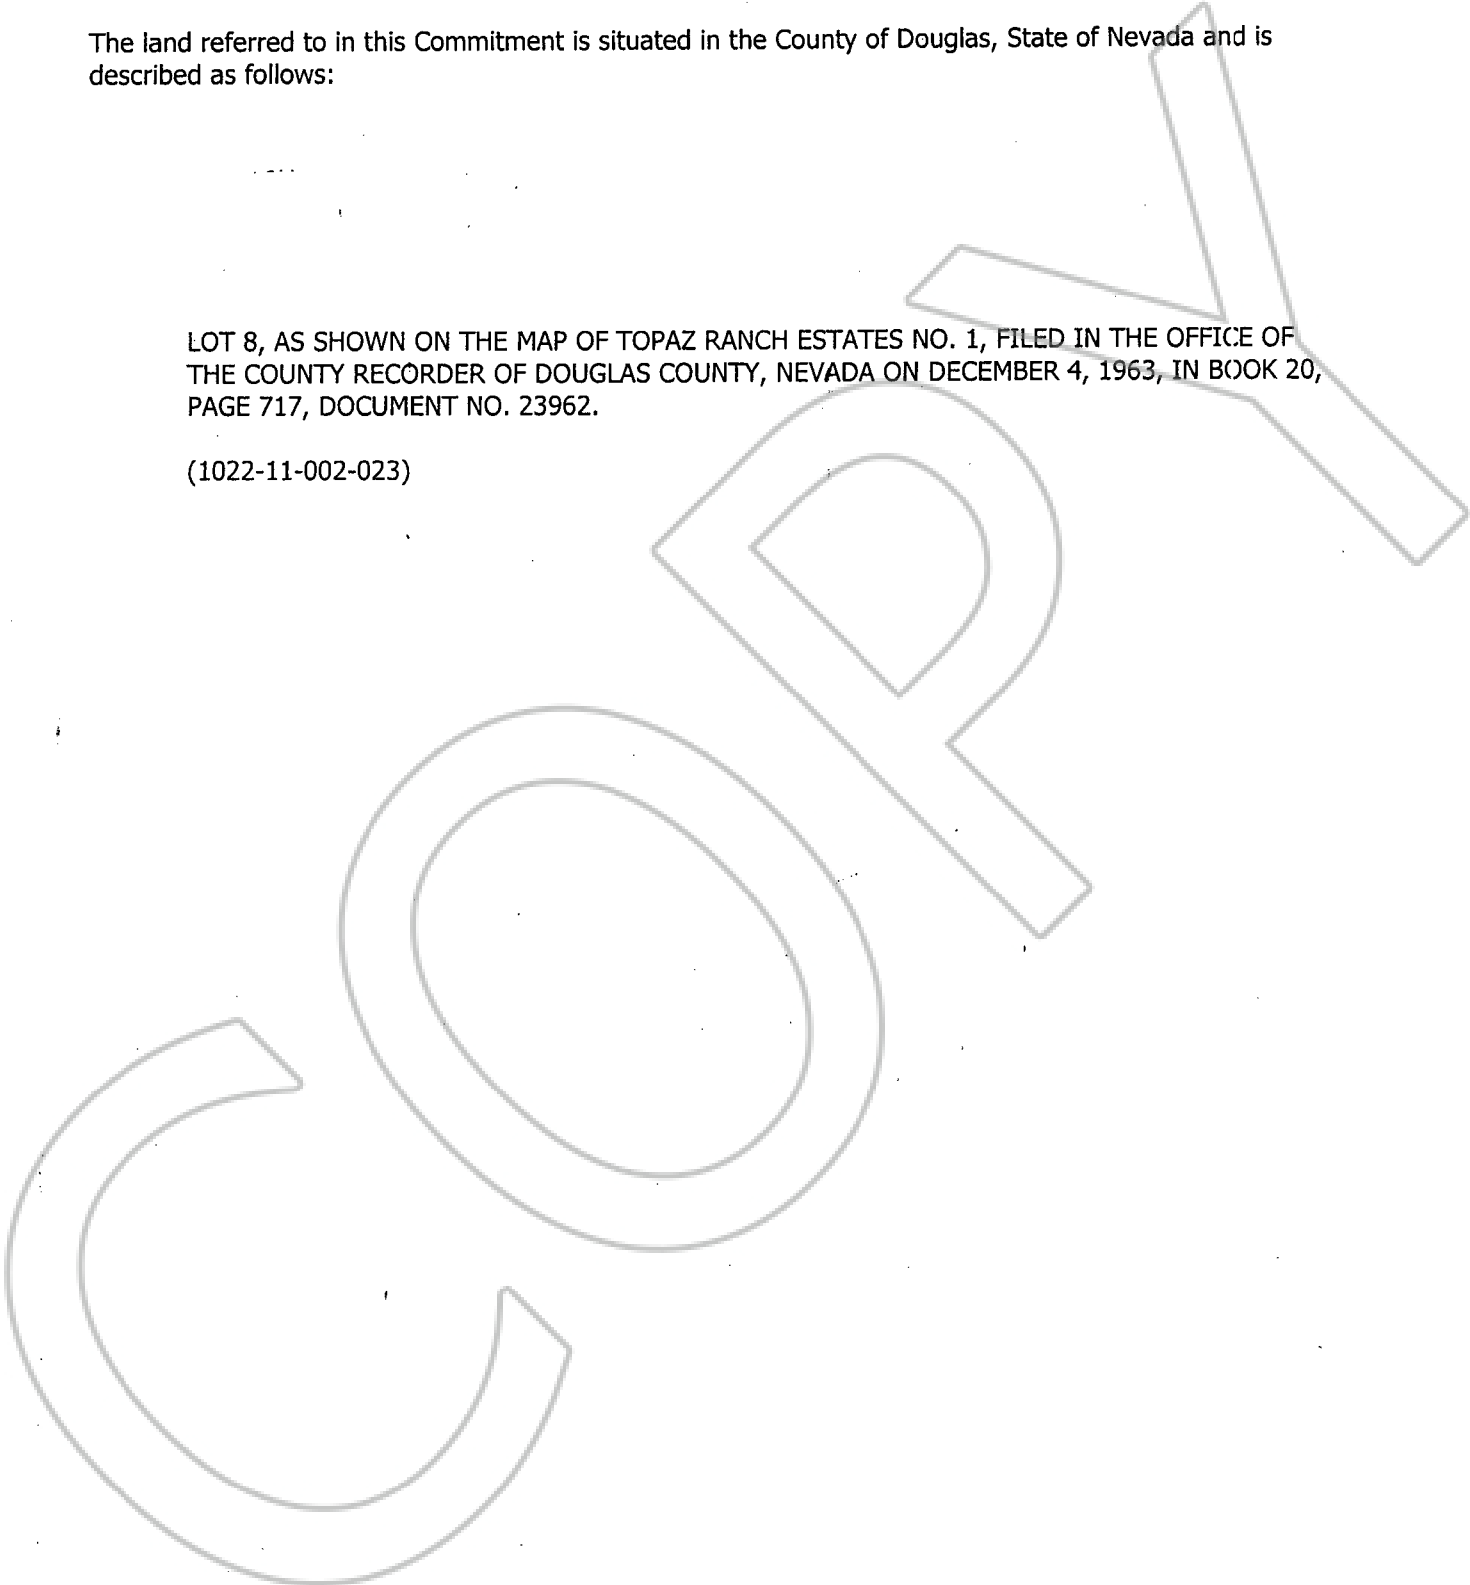 The land referred to in this Commitment is situated in the County of Douglas, State of Nevada and is
described as follows:
LOT 8, AS SHOWN ON THE MAP OF TOPAZ RANCH ESTATES NO. 1, FILED IN THE OFFICE OF
THE COUNTY RECORDER OF DOUGLAS COUNTY, NEVADA ON DECEMBER 4, 1963, IN BOOK 20,
PAGE 717, DOCUMENT NO. 23962.
(1022-11-002-023)
COPY